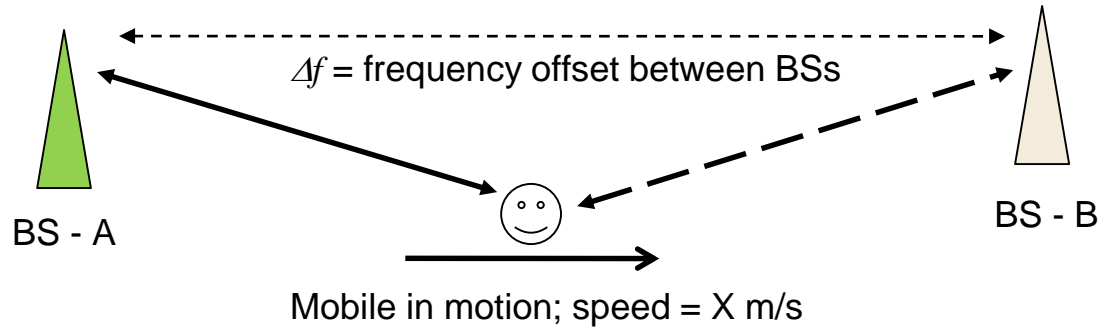 Δf = frequency offset between BSs
BS - A
BS - B
Mobile in motion; speed = X m/s